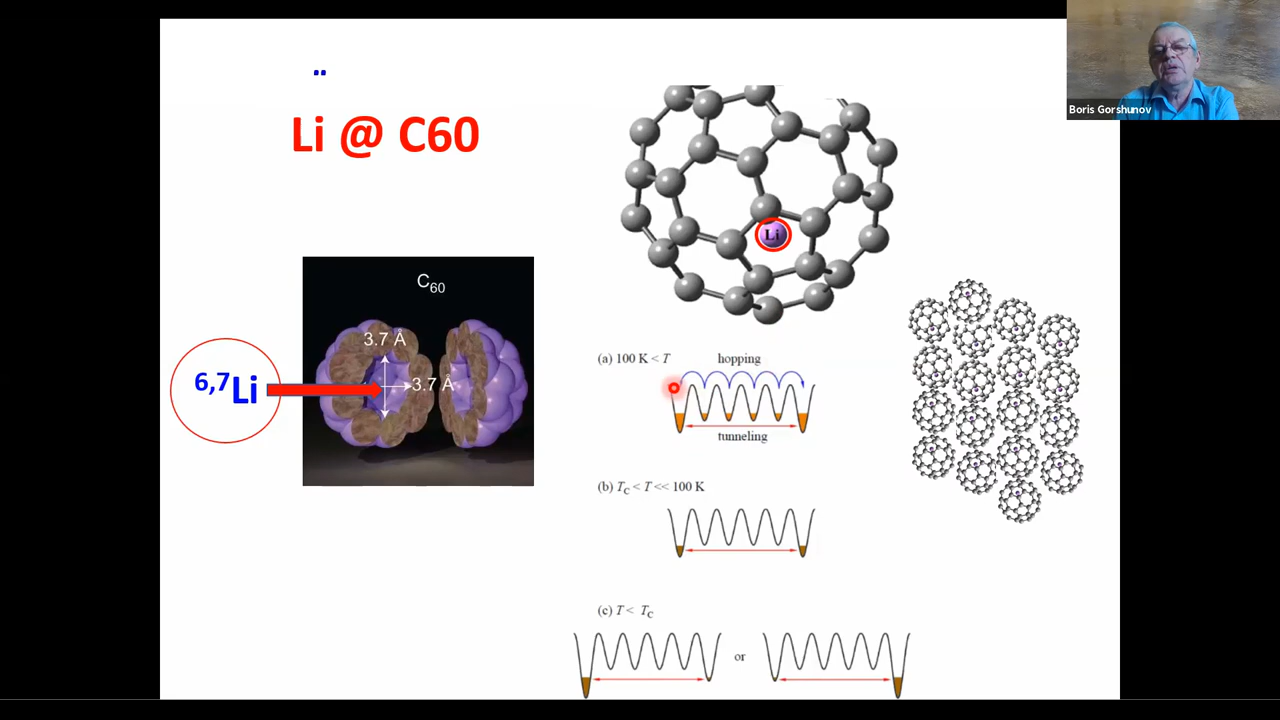 Boris Gorshunov
Li @ C60
Li
C60
3.7 Å
3.7 Å
6,7Li
(a) 100 K < T
hopping
tunneling
(b) TC < T << 100 K
(c) T < TC
or